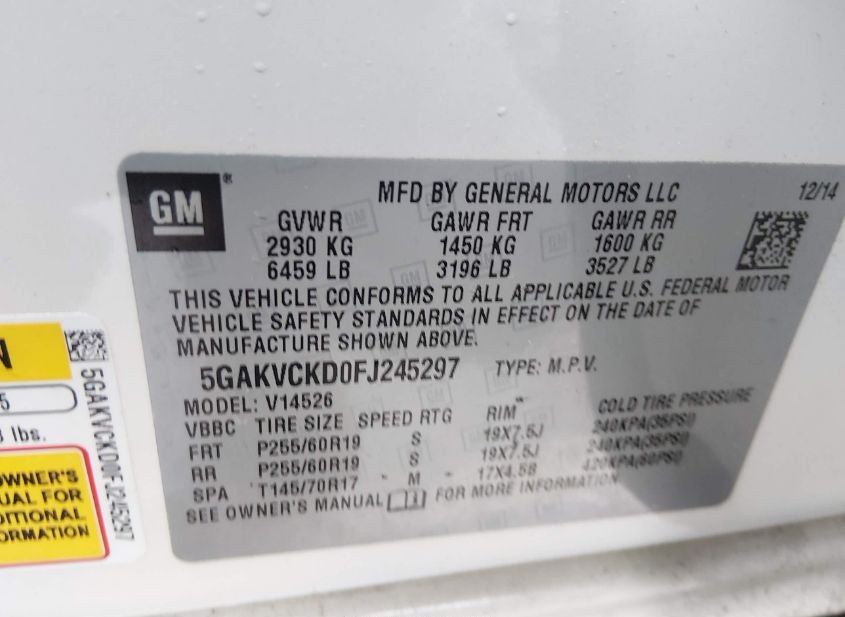 GM®
MFD BY GENERAL MOTORS LLC 12/14
GVWR GAWR FRT GAWR RR
2930 KG 1450 KG 1600 KG
6459 LB 3196 LB 3527 LB
THIS VEHICLE CONFORMS TO ALL APPLICABLE U.S. FEDERAL MOTOR
VEHICLE SAFETY STANDARDS IN EFFECT ON THE DATE OF
MANUFACTURE SHOWN ABOVE.
5GAKVCKD0FJ245297 TYPE: M.P.V.
MODEL: V14526
VBBC TIRE SIZE SPEED RTG RIM COLD TIRE PRESSURE
FRT P255/60R19 S 19X7.5J 240KPA(35PSI)
RR P255/60R19 S 19X7.5J 240KPA(35PSI)
SPA T145/70R17 M 17X4.5B 420KPA(60PSI)
SEE OWNER'S MANUAL FOR MORE INFORMATION
N
5
lbs.
OWNER'S
UAL FOR
DITIONAL
ORMATION
5GAKVCKD0FJ245297